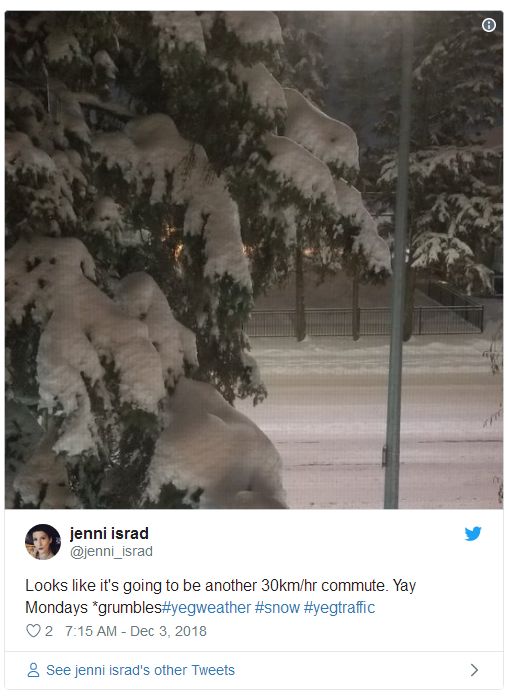 jenni israd
@jenni_israd
Looks like it's going to be another 30km/hr commute. Yay
Mondays *grumbles#yegweather #snow #yegtraffic
2 7:15 AM - Dec 3, 2018
See jenni israd's other Tweets